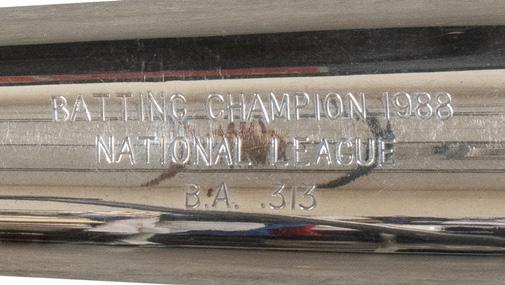 BATTING CHAMPION 1988
NATIONAL LEAGUE
B.A. .313